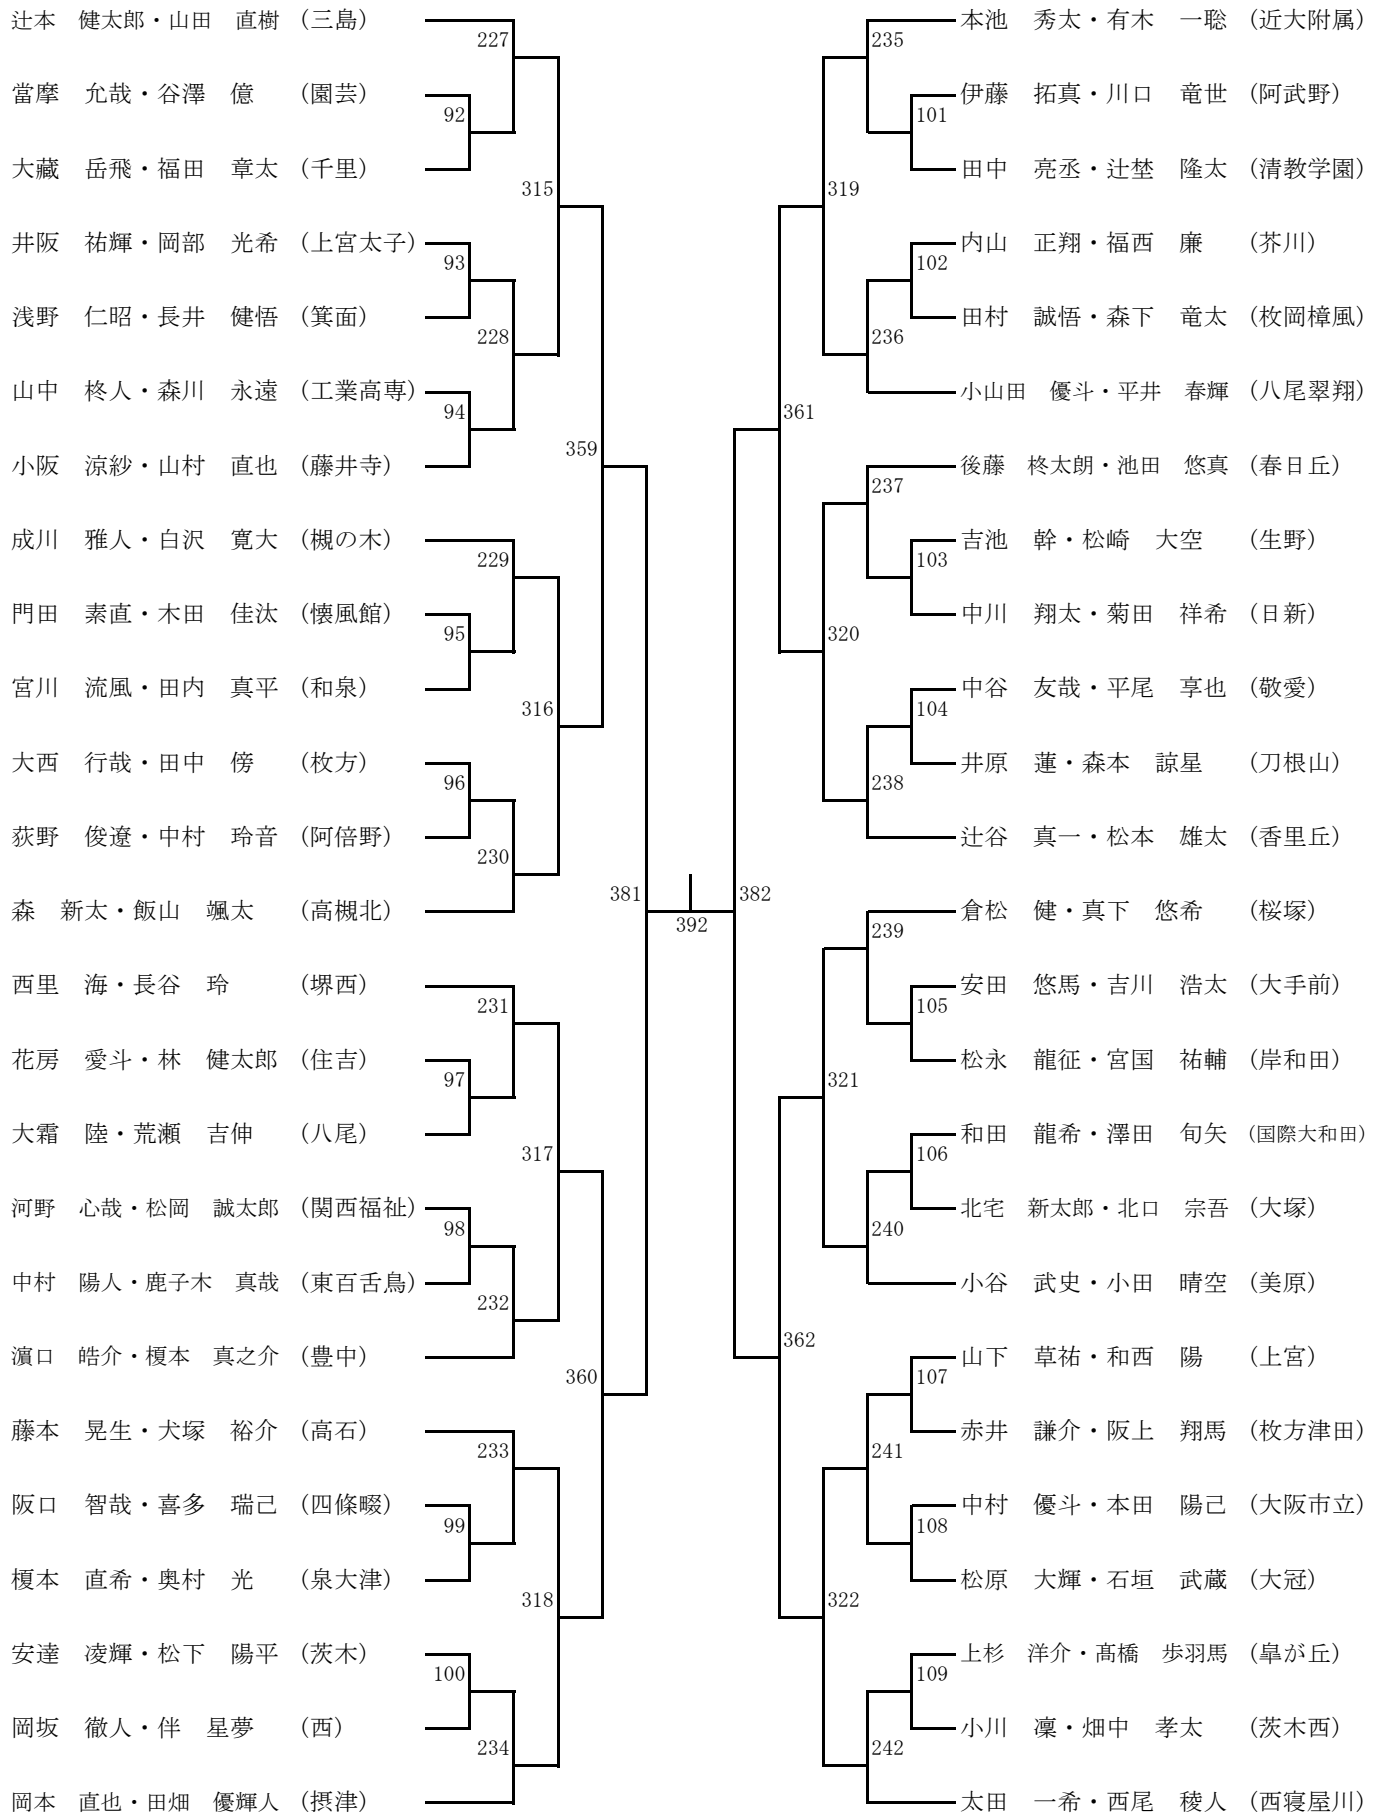 辻本　健太郎・山田　直樹　（三島）
227
當摩　允哉・谷澤　億　（園芸）
92
大藏　岳飛・福田　章太　（千里）
315
井阪　祐輝・岡部　光希　（上宮太子）
93
浅野　仁昭・長井　健悟　（箕面）
228
山中　柊人・森川　永遠　（工業高専）
94
359
小阪　涼紗・山村　直也　（藤井寺）
成川　雅人・白沢　寛大　（槻の木）
229
門田　素直・木田　佳汰　（懐風館）
95
宮川　流風・田内　真平　（和泉）
316
大西　行哉・田中　傍　（枚方）
96
荻野　俊遼・中村　玲音　（阿倍野）
230
381
森　新太・飯山　颯太　（高槻北）
392
西里　海・長谷　玲　（堺西）
231
花房　愛斗・林　健太郎　（住吉）
97
大霜　陸・荒瀬　吉伸　（八尾）
317
河野　心哉・松岡　誠太郎　（関西福祉）
98
中村　陽人・鹿子木　真哉　（東百舌鳥）
232
濵口　皓介・榎本　真之介　（豊中）
360
藤本　晃生・犬塚　裕介　（高石）
233
阪口　智哉・喜多　瑞己　（四條畷）
99
榎本　直希・奥村　光　（泉大津）
318
安達　凌輝・松下　陽平　（茨木）
100
岡坂　徹人・伴　星夢　（西）
234
岡本　直也・田畑　優輝人　（摂津）
本池　秀太・有木　一聡　（近大附属）
235
伊藤　拓真・川口　竜世　（阿武野）
101
田中　亮丞・辻埜　隆太　（清教学園）
319
内山　正翔・福西　廉　（芥川）
102
田村　誠悟・森下　竜太　（枚岡樟風）
236
小山田　優斗・平井　春輝　（八尾翠翔）
361
後藤　柊太朗・池田　悠真　（春日丘）
237
吉池　幹・松崎　大空　（生野）
103
中川　翔太・菊田　祥希　（日新）
320
中谷　友哉・平尾　享也　（敬愛）
104
井原　蓮・森本　諒星　（刀根山）
238
辻谷　真一・松本　雄太　（香里丘）
382
倉松　健・真下　悠希　（桜塚）
239
安田　悠馬・吉川　浩太　（大手前）
105
松永　龍征・宮国　祐輔　（岸和田）
321
和田　龍希・澤田　旬矢　（国際大和田）
106
北宅　新太郎・北口　宗吾　（大塚）
240
小谷　武史・小田　晴空　（美原）
362
山下　草祐・和西　陽　（上宮）
107
赤井　謙介・阪上　翔馬　（枚方津田）
241
中村　優斗・本田　陽己　（大阪市立）
108
松原　大輝・石垣　武蔵　（大冠）
322
上杉　洋介・髙橋　歩羽馬　（阜が丘）
109
小川　凜・畑中　孝太　（茨木西）
242
太田　一希・西尾　稜人　（西寝屋川）